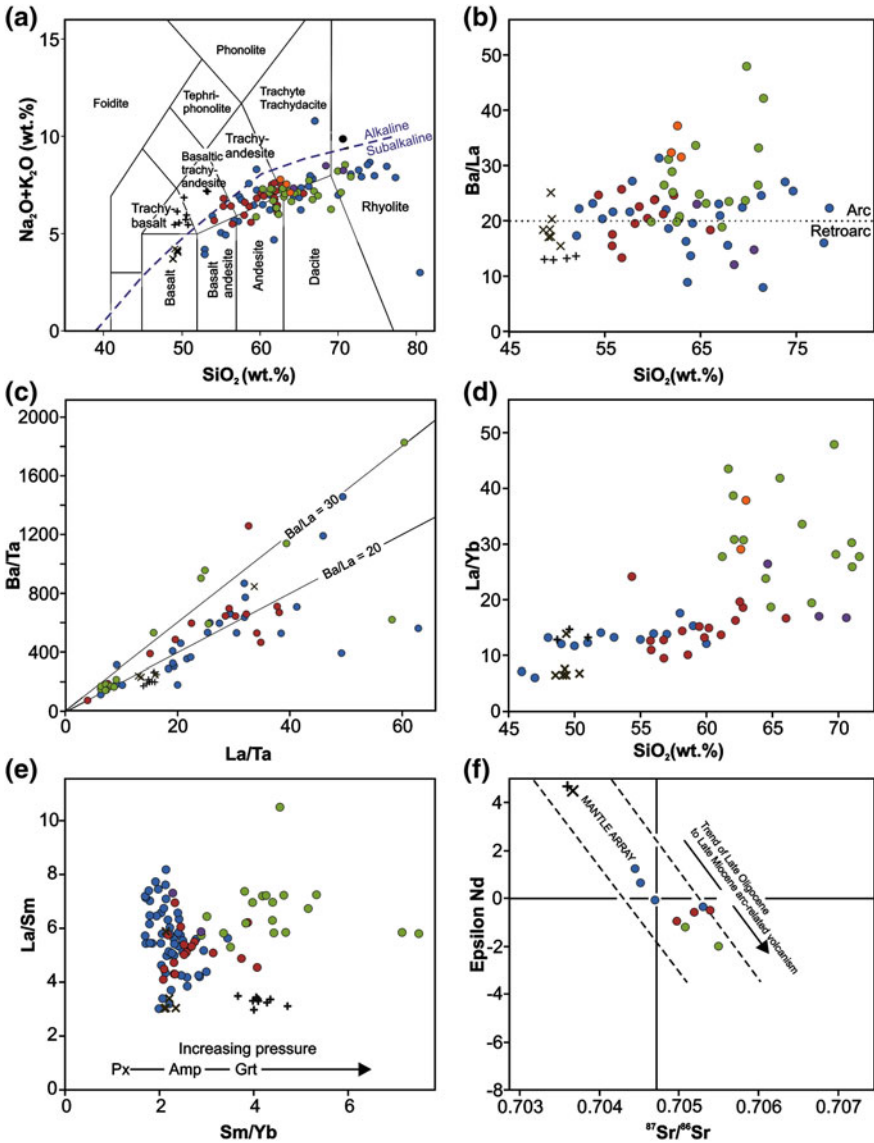 (a)
Na₂O+K₂O (wt.%)
15
10
5
0
Foidite
Phonolite
Tephri-
phonolite
Trachyte
Trachydacite
Trachy-
andesite
Basaltic
trachy-
andesite
Trachy-
basalt
Alkaline
Subalkaline
Basalt
Basalt
andesite
Andesite
Dacite
Rhyolite
40
50
60
70
80
SiO₂ (wt.%)
(b)
Ba/La
50
40
30
20
10
0
Arc
Retroarc
45
55
65
75
SiO₂(wt.%)
(c)
Ba/Ta
2000
1600
1200
800
400
0
Ba/La = 30
Ba/La = 20
0
20
40
60
La/Ta
(d)
La/Yb
50
40
30
20
10
0
45
50
55
60
65
70
SiO₂(wt.%)
(e)
La/Sm
10
8
6
4
2
0
Increasing pressure
Px
Amp
Grt
0
2
4
6
Sm/Yb
(f)
Epsilon Nd
4
2
0
-2
-4
-6
-8
MANTLE ARRAY
Trend of Late Oligocene
to Late Miocene arc-related volcanism
0.703
0.704
0.705
0.706
0.707
⁸⁷Sr/⁸⁶Sr